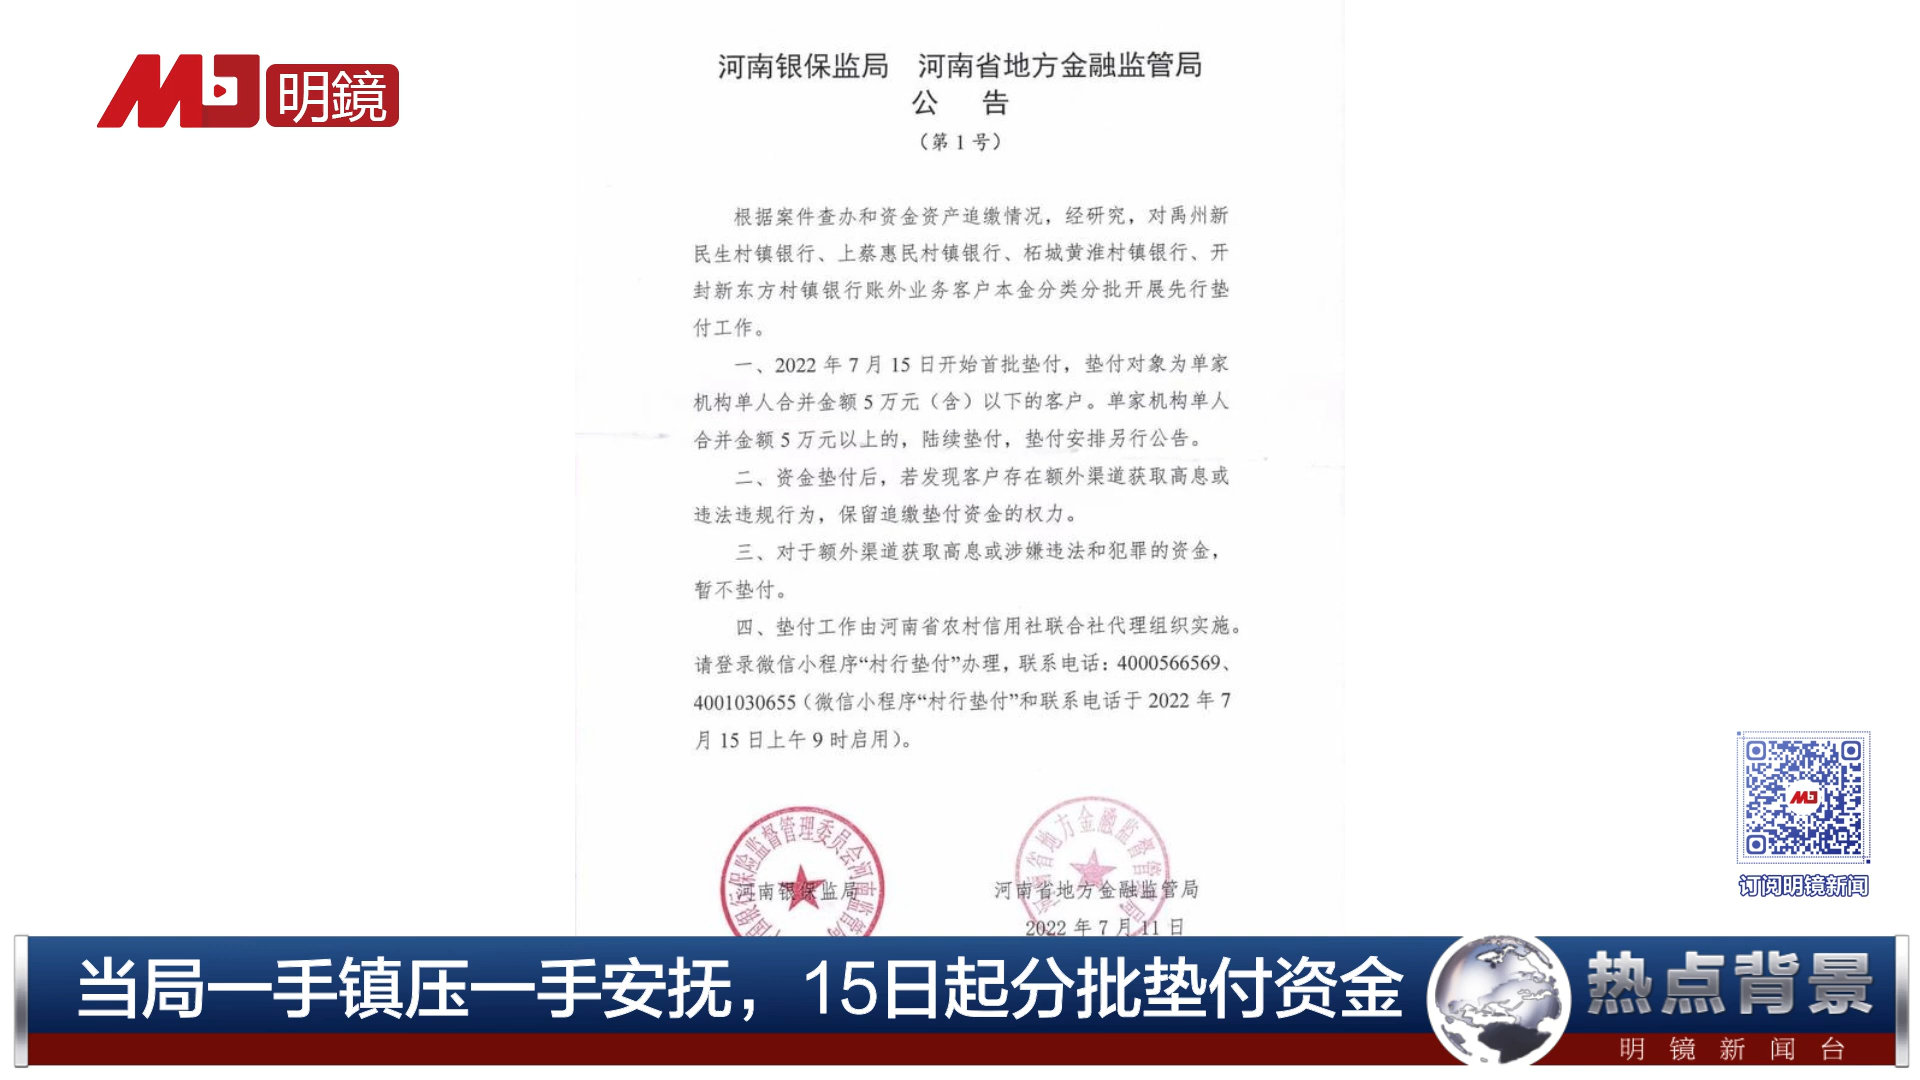 明鏡
河南银保监局 河南省地方金融监管局
公 告
（第 1 号）
根据案件查办和资金资产追缴情况，经研究，对禹州新
民生村镇银行、上蔡惠民村镇银行、柘城黄淮村镇银行、开
封新东方村镇银行账外业务客户本金分类分批开展先行垫
付工作。
一、2022 年 7 月 15 日开始首批垫付，垫付对象为单家
机构单人合并金额 5 万元（含）以下的客户。单家机构单人
合并金额 5 万元以上的，陆续垫付，垫付安排另行公告。
二、资金垫付后，若发现客户存在额外渠道获取高息或
违法违规行为，保留追缴垫付资金的权力。
三、对于额外渠道获取高息或涉嫌违法和犯罪的资金，
暂不垫付。
四、垫付工作由河南省农村信用社联合社代理组织实施。
请登录微信小程序“村行垫付”办理，联系电话：4000566569、
4001030655（微信小程序“村行垫付”和联系电话于 2022 年 7
月 15 日上午 9 时启用）。
河南银保监局
河南省地方金融监管局
2022 年 7 月 11 日
订阅明镜新闻
当局一手镇压一手安抚，15日起分批垫付资金
热点背景
明镜新闻台